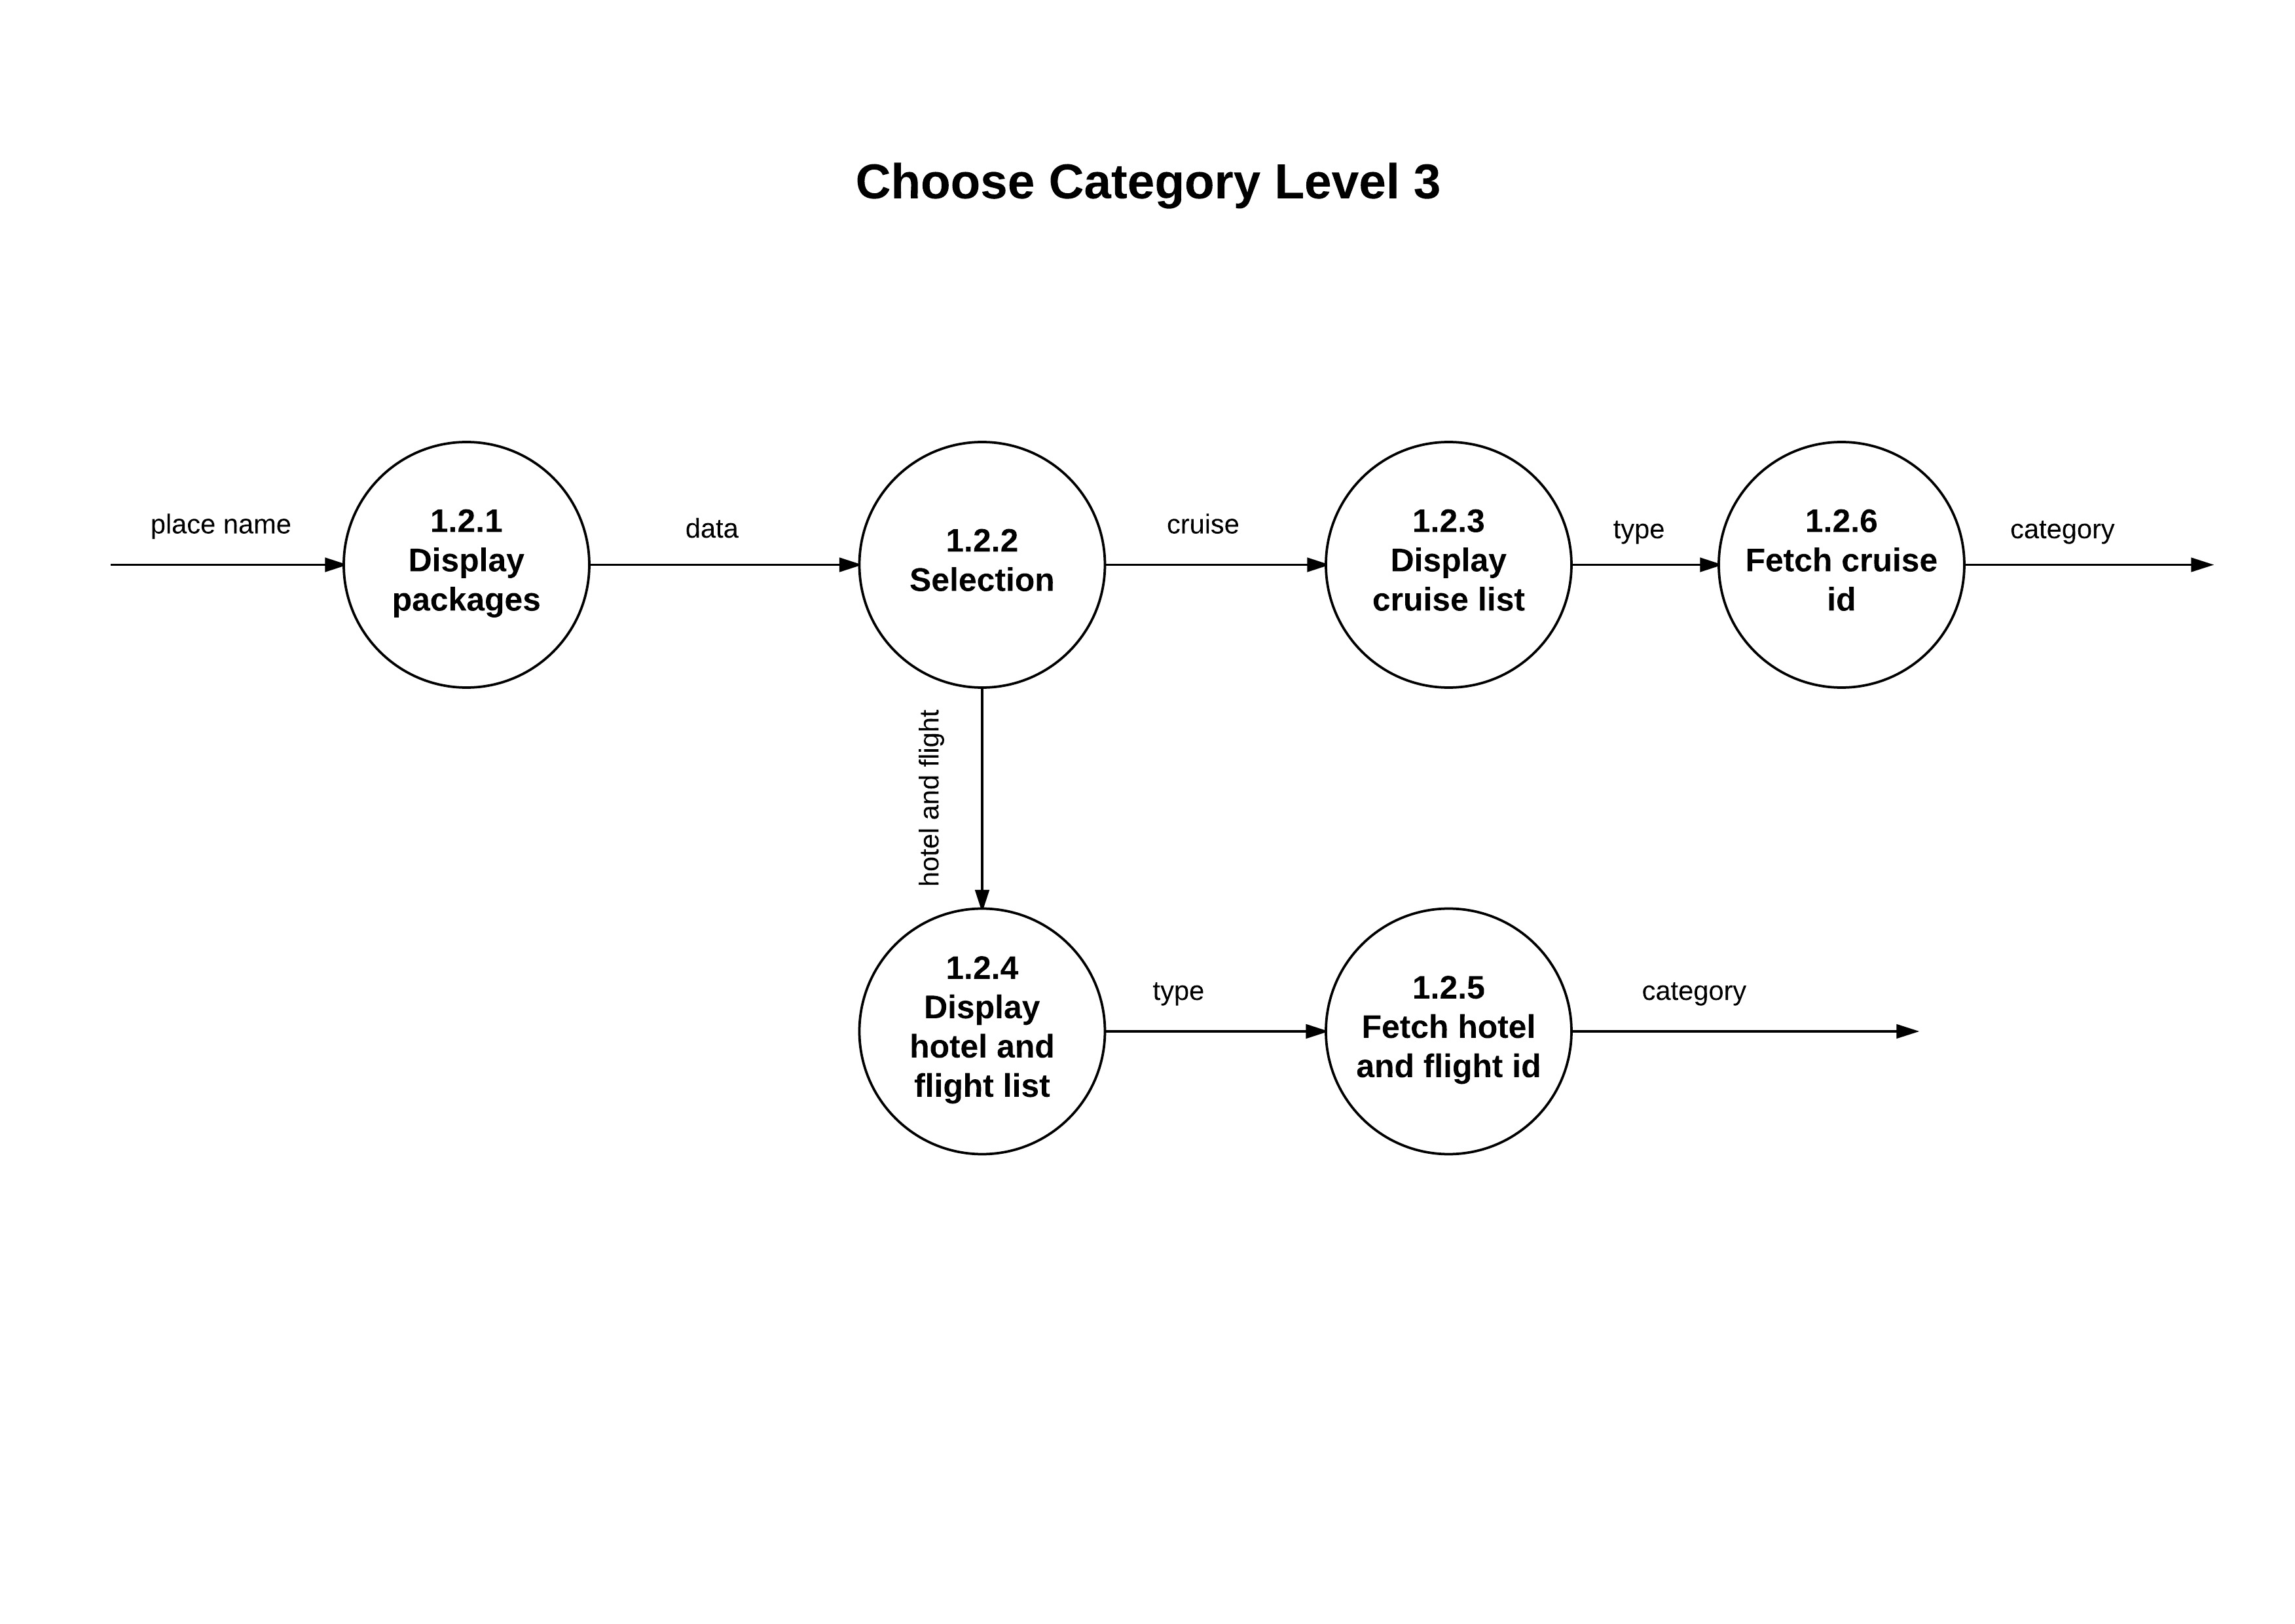 Choose Category Level 3
place name
1.2.1
Display
packages
data
1.2.2
Selection
cruise
1.2.3
Display
cruise list
type
1.2.6
Fetch cruise
id
category
hotel and flight
1.2.4
Display
hotel and
flight list
type
1.2.5
Fetch hotel
and flight id
category